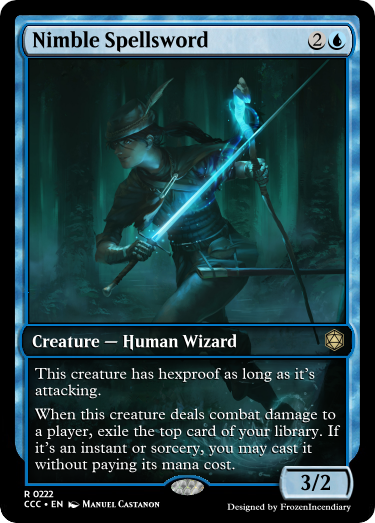 Nimble Spellsword 2
Creature — Human Wizard
This creature has hexproof as long as it's
attacking.
When this creature deals combat damage to
a player, exile the top card of your library. If
it's an instant or sorcery, you may cast it
without paying its mana cost.
3/2
R 0222
CCC • EN Manuel Castanon
Designed by FrozenIncendiary